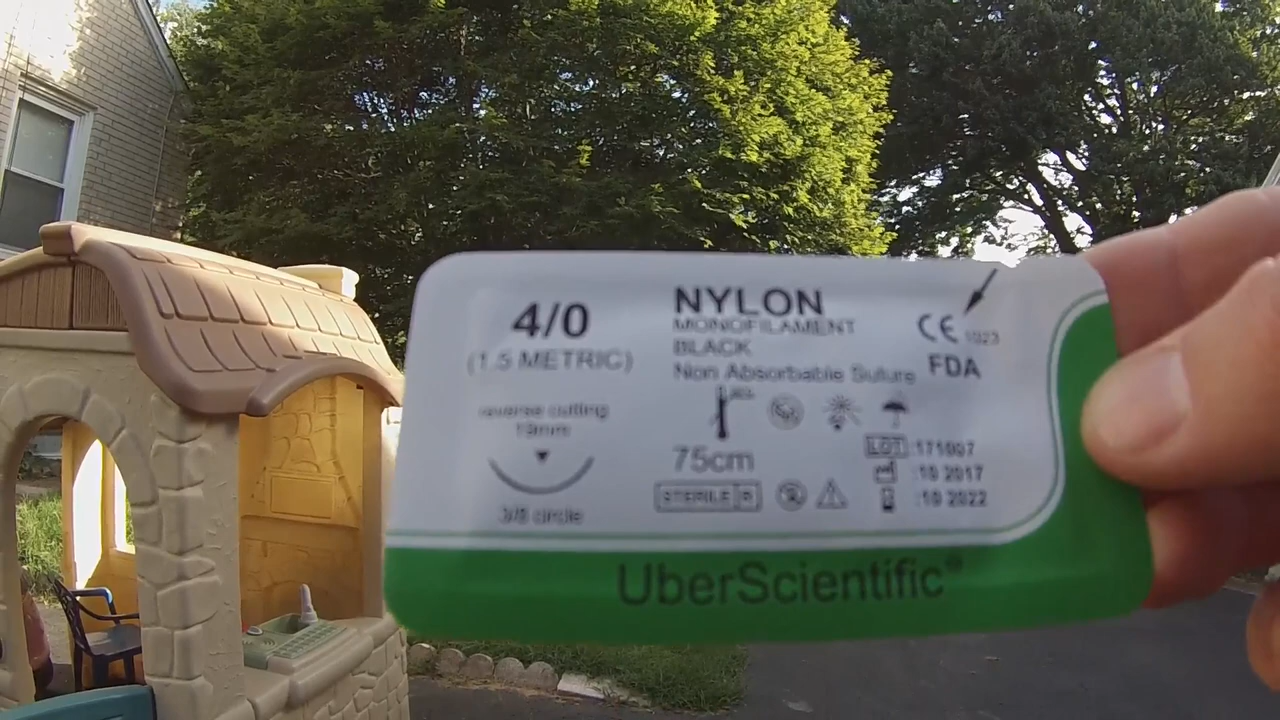 4/0
(1.5 METRIC)
reverse cutting
19mm
3/8 circle
NYLON
MONOFILAMENT
BLACK
Non Absorbable Suture
75cm
STERILE R
CE 1023
FDA
LOT :171007
:10 2017
:10 2022
UberScientific®